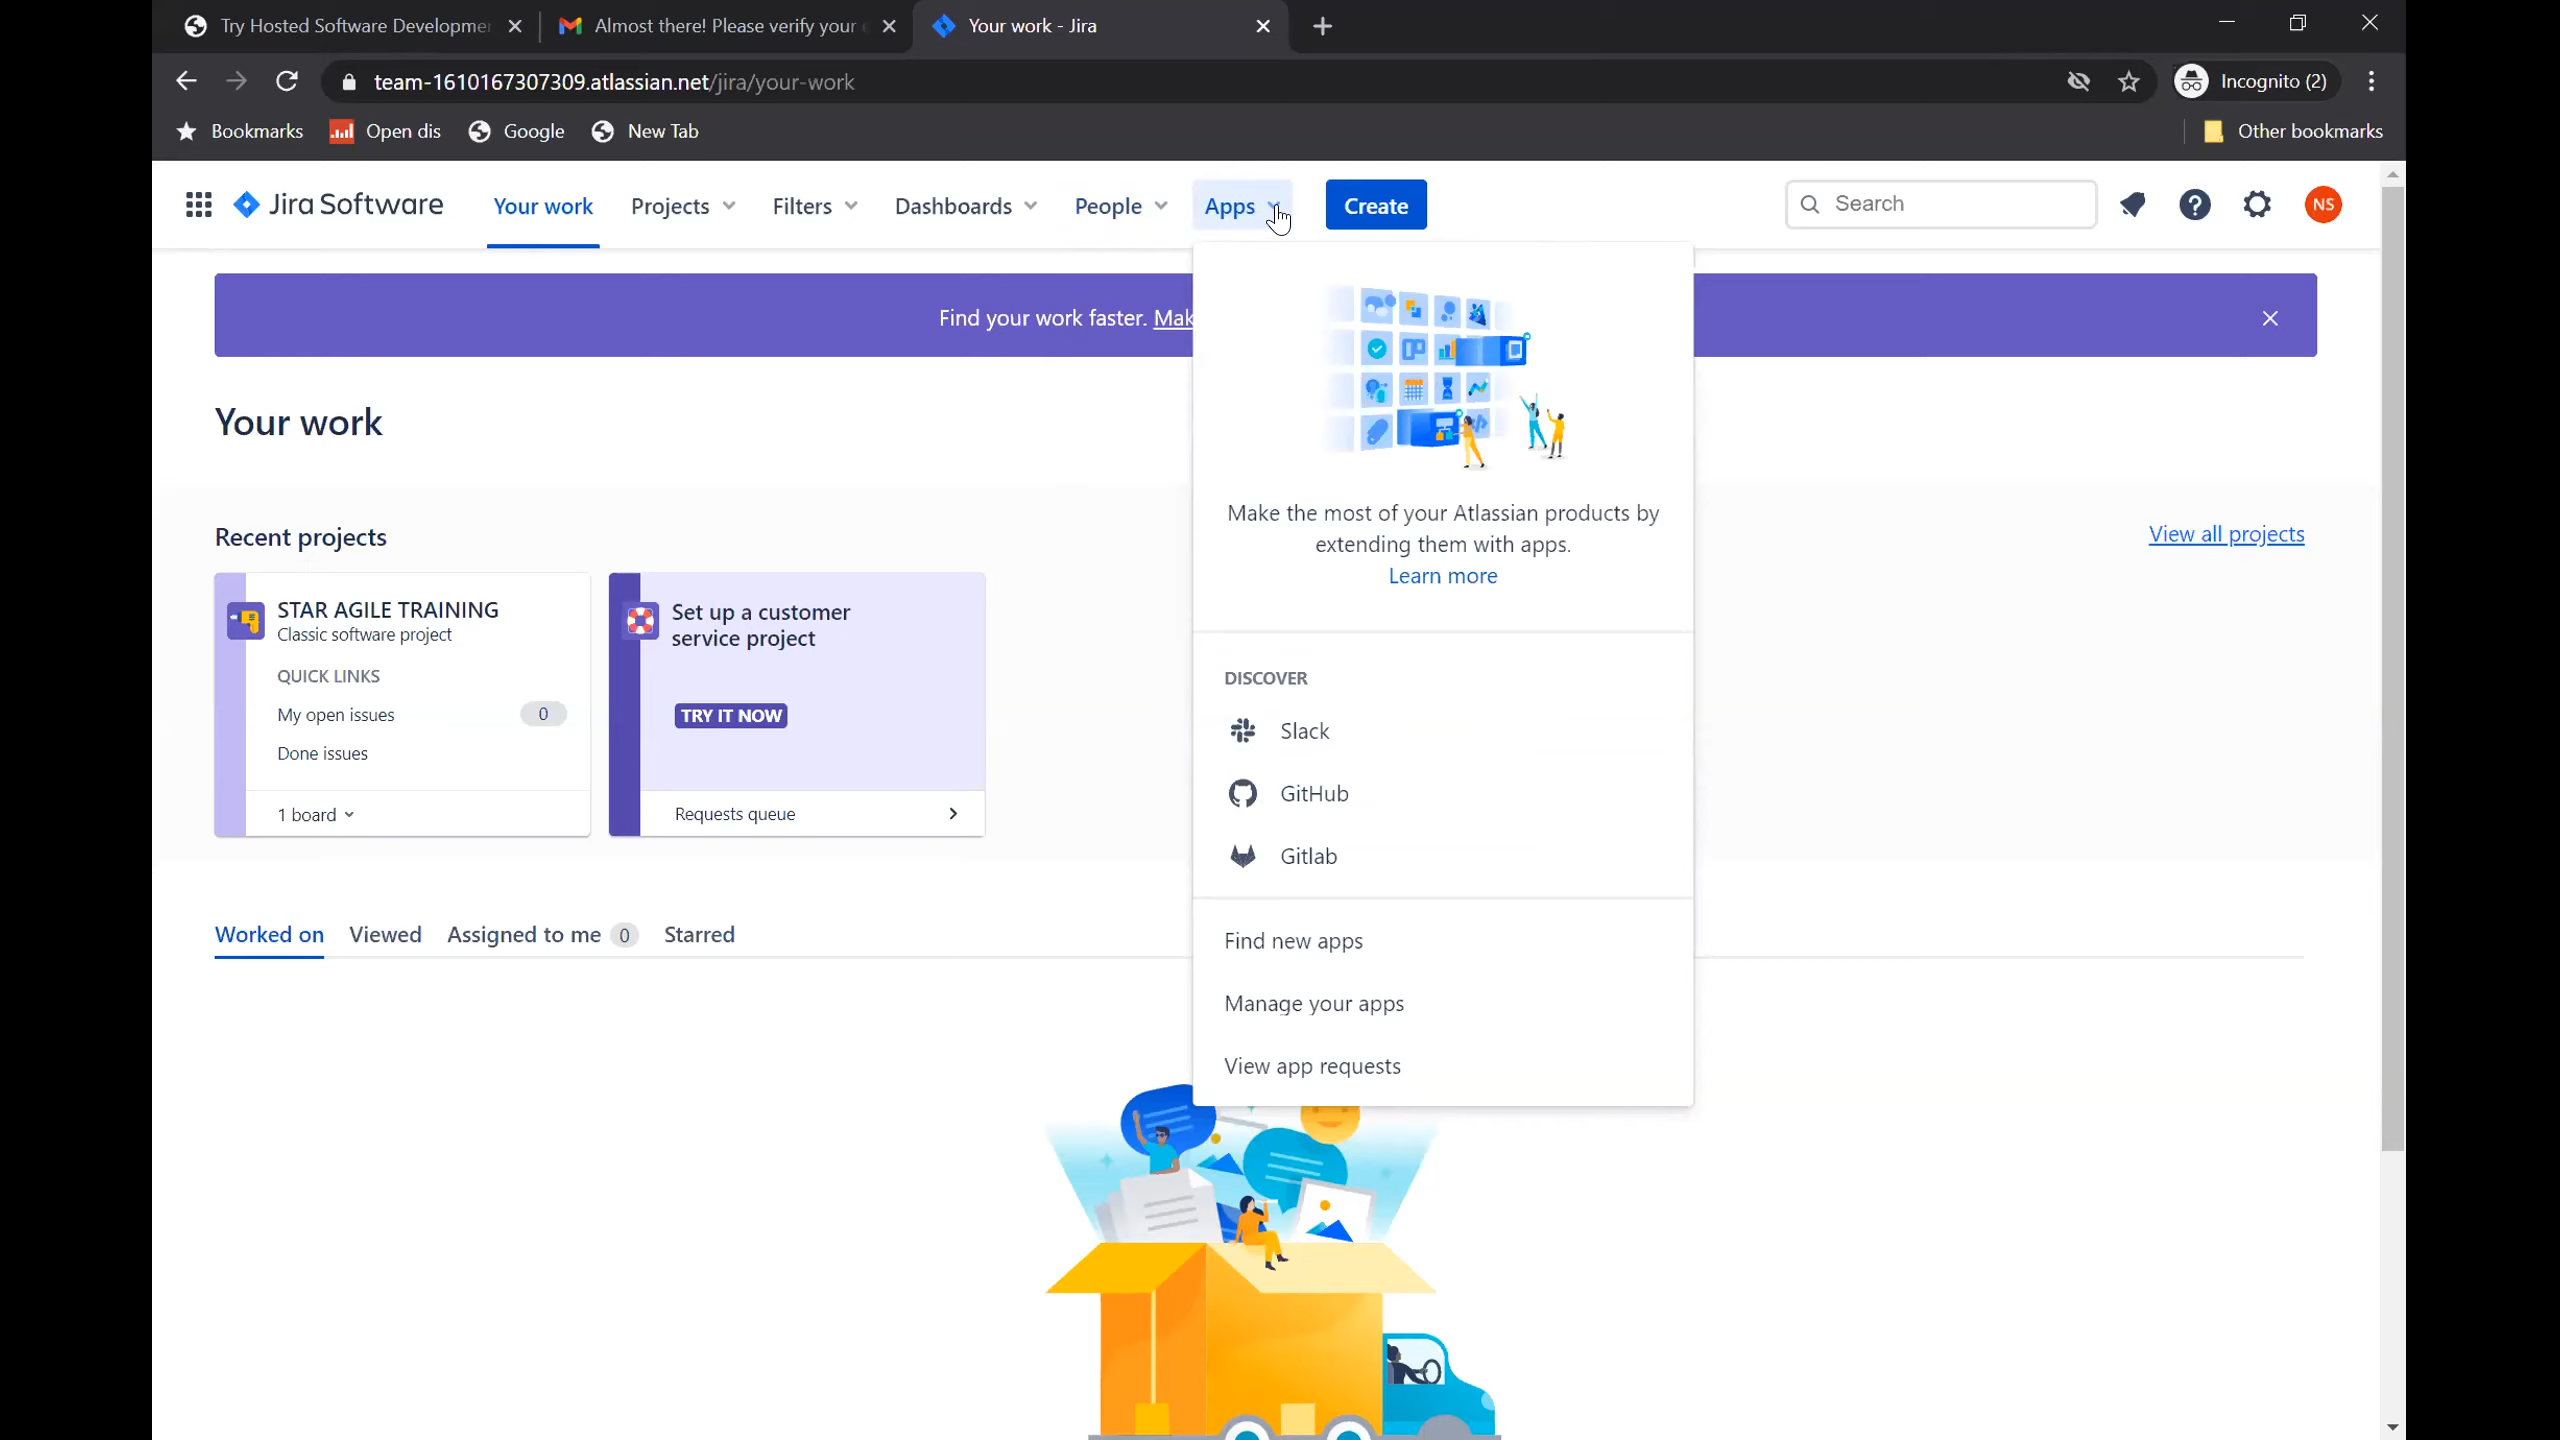 Try Hosted Software Developme
Almost there! Please verify your e
Your work - Jira
team-1610167307309.atlassian.net/jira/your-work
Incognito (2)
Bookmarks
Open dis
Google
New Tab
Other bookmarks
Jira Software
Your work
Projects
Filters
Dashboards
People
Apps
Create
Search
NS
Find your work faster. Mak
Your work
Make the most of your Atlassian products by
extending them with apps.
Learn more
Recent projects
View all projects
STAR AGILE TRAINING
Classic software project
QUICK LINKS
My open issues 0
Done issues
1 board
Set up a customer
service project
TRY IT NOW
Requests queue
DISCOVER
Slack
GitHub
Gitlab
Find new apps
Manage your apps
View app requests
Worked on
Viewed
Assigned to me 0
Starred